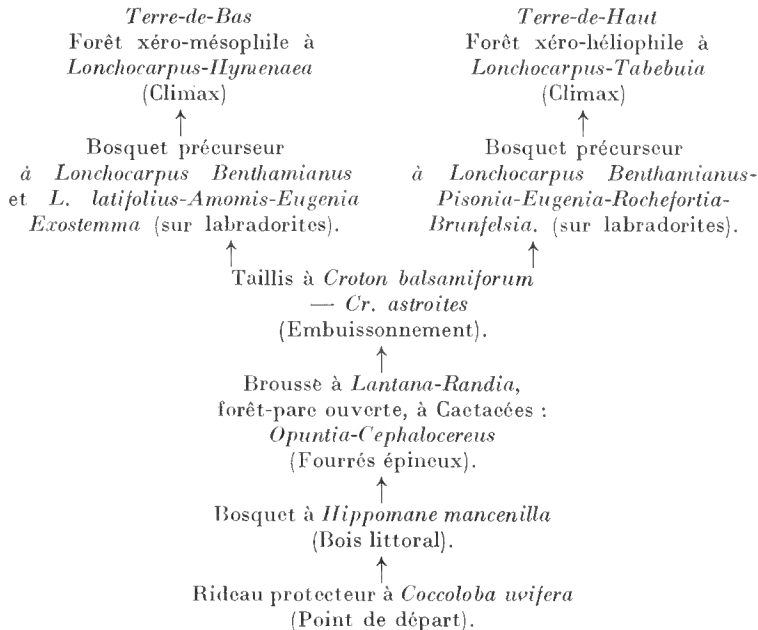 Terre-de-Bas
Forêt xéro-mésophile à
Lonchocarpus-Hymenaea
(Climax)
↑
Bosquet précurseur
à Lonchocarpus Benthamianus
et L. latifolius-Amomis-Eugenia
Exostemma (sur labradorites).
↑
Terre-de-Haut
Forêt xéro-héliophile à
Lonchocarpus-Tabebuia
(Climax)
↑
Bosquet précurseur
à Lonchocarpus Benthamianus-
Pisonia-Eugenia-Rochefortia-
Brunfelsia. (sur labradorites).
↑
Taillis à Croton balsamiforum
— Cr. astroites
(Embuissonnement).
↑
Brousse à Lantana-Randia,
forêt-parc ouverte, à Cactacées :
Opuntia-Cephalocereus
(Fourrés épineux).
↑
Bosquet à Hippomane mancenilla
(Bois littoral).
↑
Rideau protecteur à Coccoloba uvifera
(Point de départ).